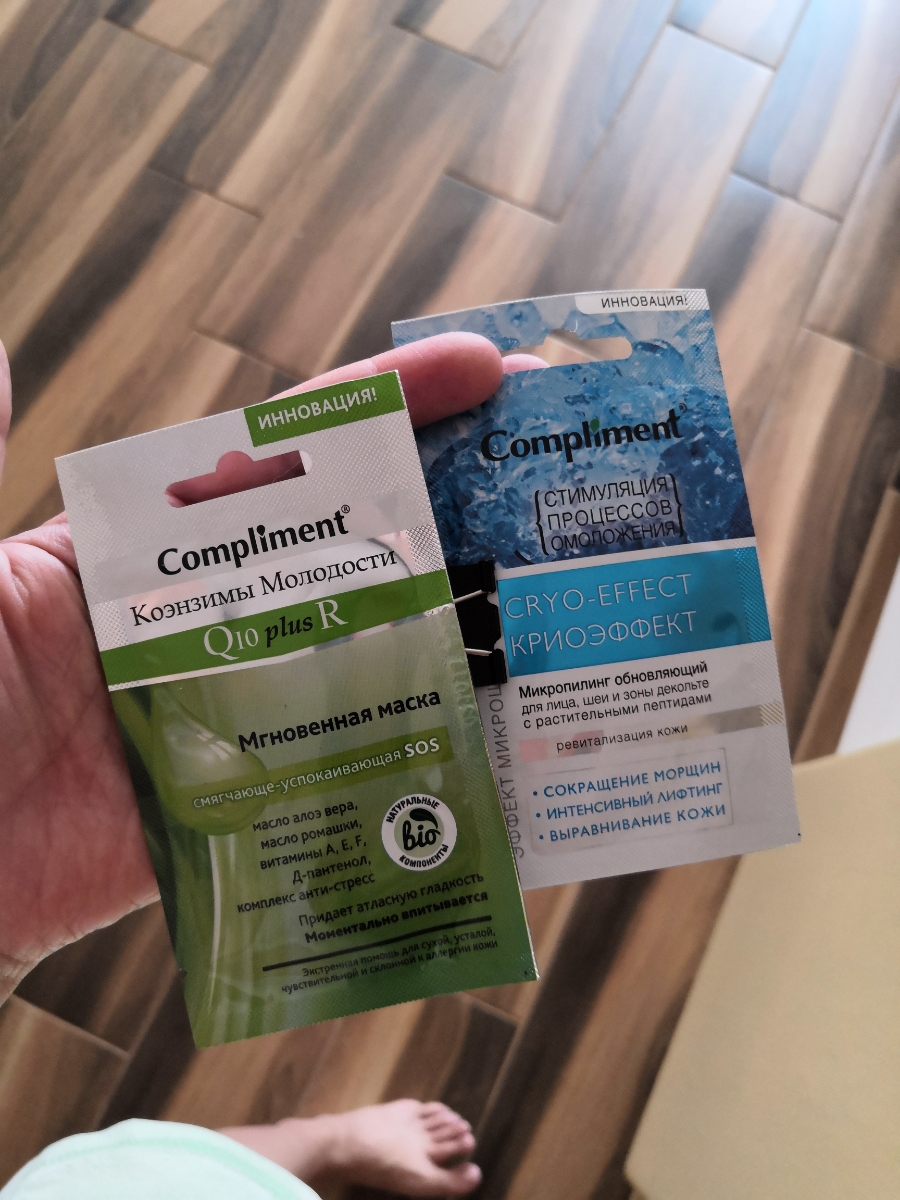 ИННОВАЦИЯ!
Compliment®
Коэнзимы Молодости
Q10 plus R
Мгновенная маска
смягчающе-успокаивающая SOS
масло алоэ вера,
масло ромашки,
витамины А, Е, F,
Д-пантенол,
комплекс анти-стресс
НАТУРАЛЬНЫЕ
bio
КОМПОНЕНТЫ
Придает атласную гладкость
Моментально впитывается
Экстренная помощь для сухой, усталой,
чувствительной и склонной к аллергии кожи
ИННОВАЦИЯ!
Compliment®
СТИМУЛЯЦИЯ
ПРОЦЕССОВ
ОМОЛОЖЕНИЯ
CRYO-EFFECT
КРИОЭФФЕКТ
Микропилинг обновляющий
для лица, шеи и зоны декольте
с растительными пептидами
ревитализация кожи
• СОКРАЩЕНИЕ МОРЩИН
• ИНТЕНСИВНЫЙ ЛИФТИНГ
• ВЫРАВНИВАНИЕ КОЖИ
ЭФФЕКТ